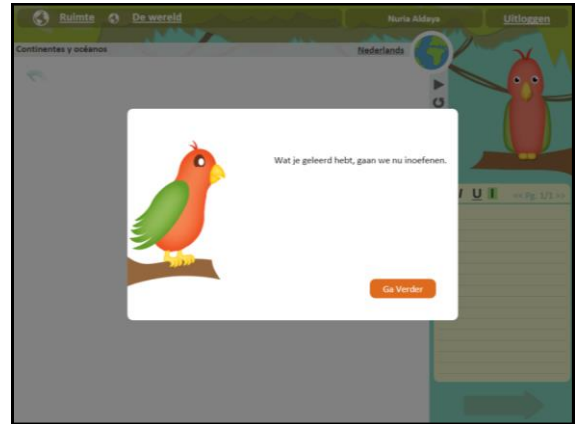 Ruimte De wereld Nuria Aldaya Uitloggen
Continentes y océanos Nederlands
Wat je geleerd hebt, gaan we nu inoefenen.
I U I << Pg: 1/1 >>
Ga Verder